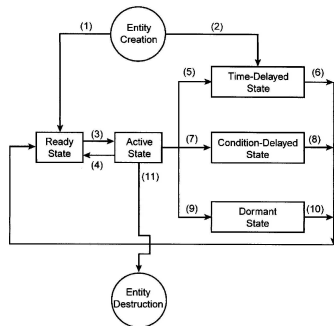 Entity
Creation
(1)
(2)
Time-Delayed
State
(5)
(6)
Ready
State
(3)
(4)
Active
State
(7)
Condition-Delayed
State
(8)
(11)
(9)
Dormant
State
(10)
Entity
Destruction